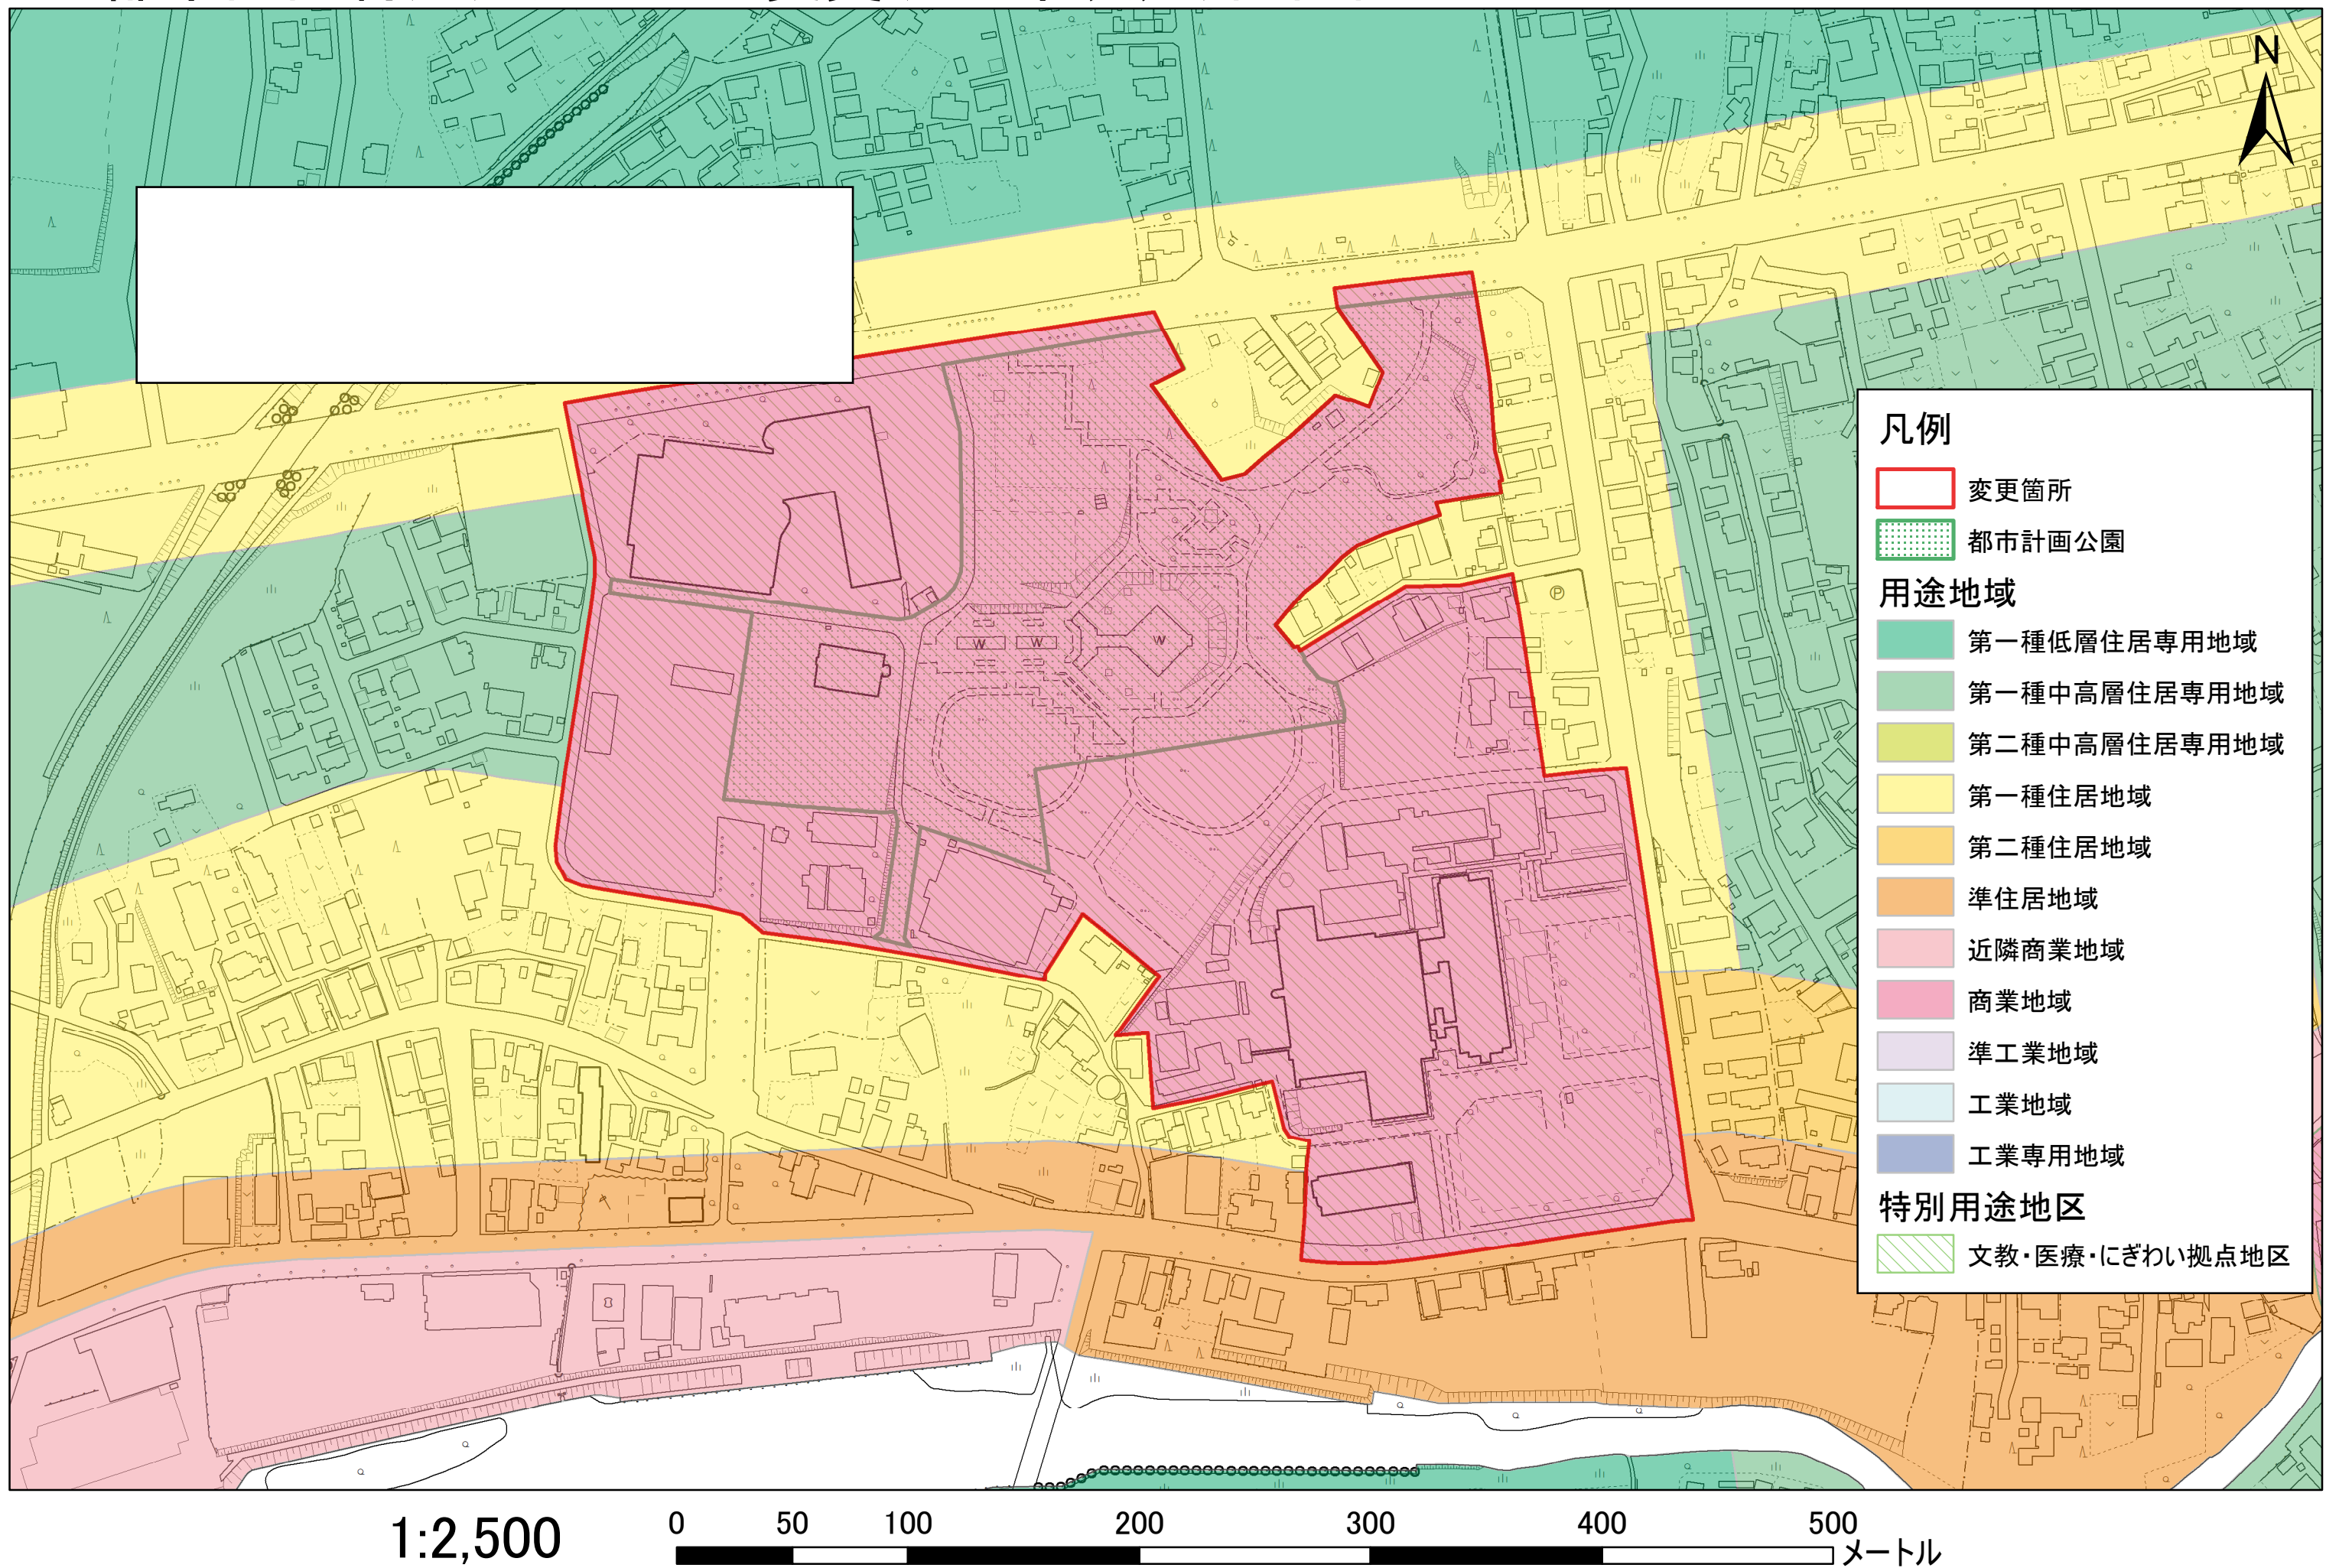 N
凡例
変更箇所
都市計画公園
用途地域
第一種低層住居専用地域
第一種中高層住居専用地域
第二種中高層住居専用地域
第一種住居地域
第二種住居地域
準住居地域
近隣商業地域
商業地域
準工業地域
工業地域
工業専用地域
特別用途地区
文教・医療・にぎわい拠点地区
P
W W W
1:2,500
0 50 100 200 300 400 500
メートル